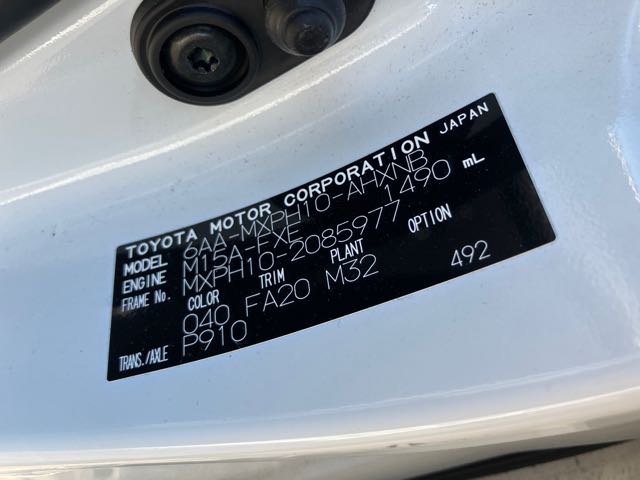 TOYOTA MOTOR CORPORATION JAPAN
MODEL 6AA-MXPH10-AHXNB
ENGINE M15A-FXE 1490 mL
FRAME No. MXPH10-2085977
COLOR TRIM PLANT OPTION
040 FA20 M32 492
TRANS./AXLE P910